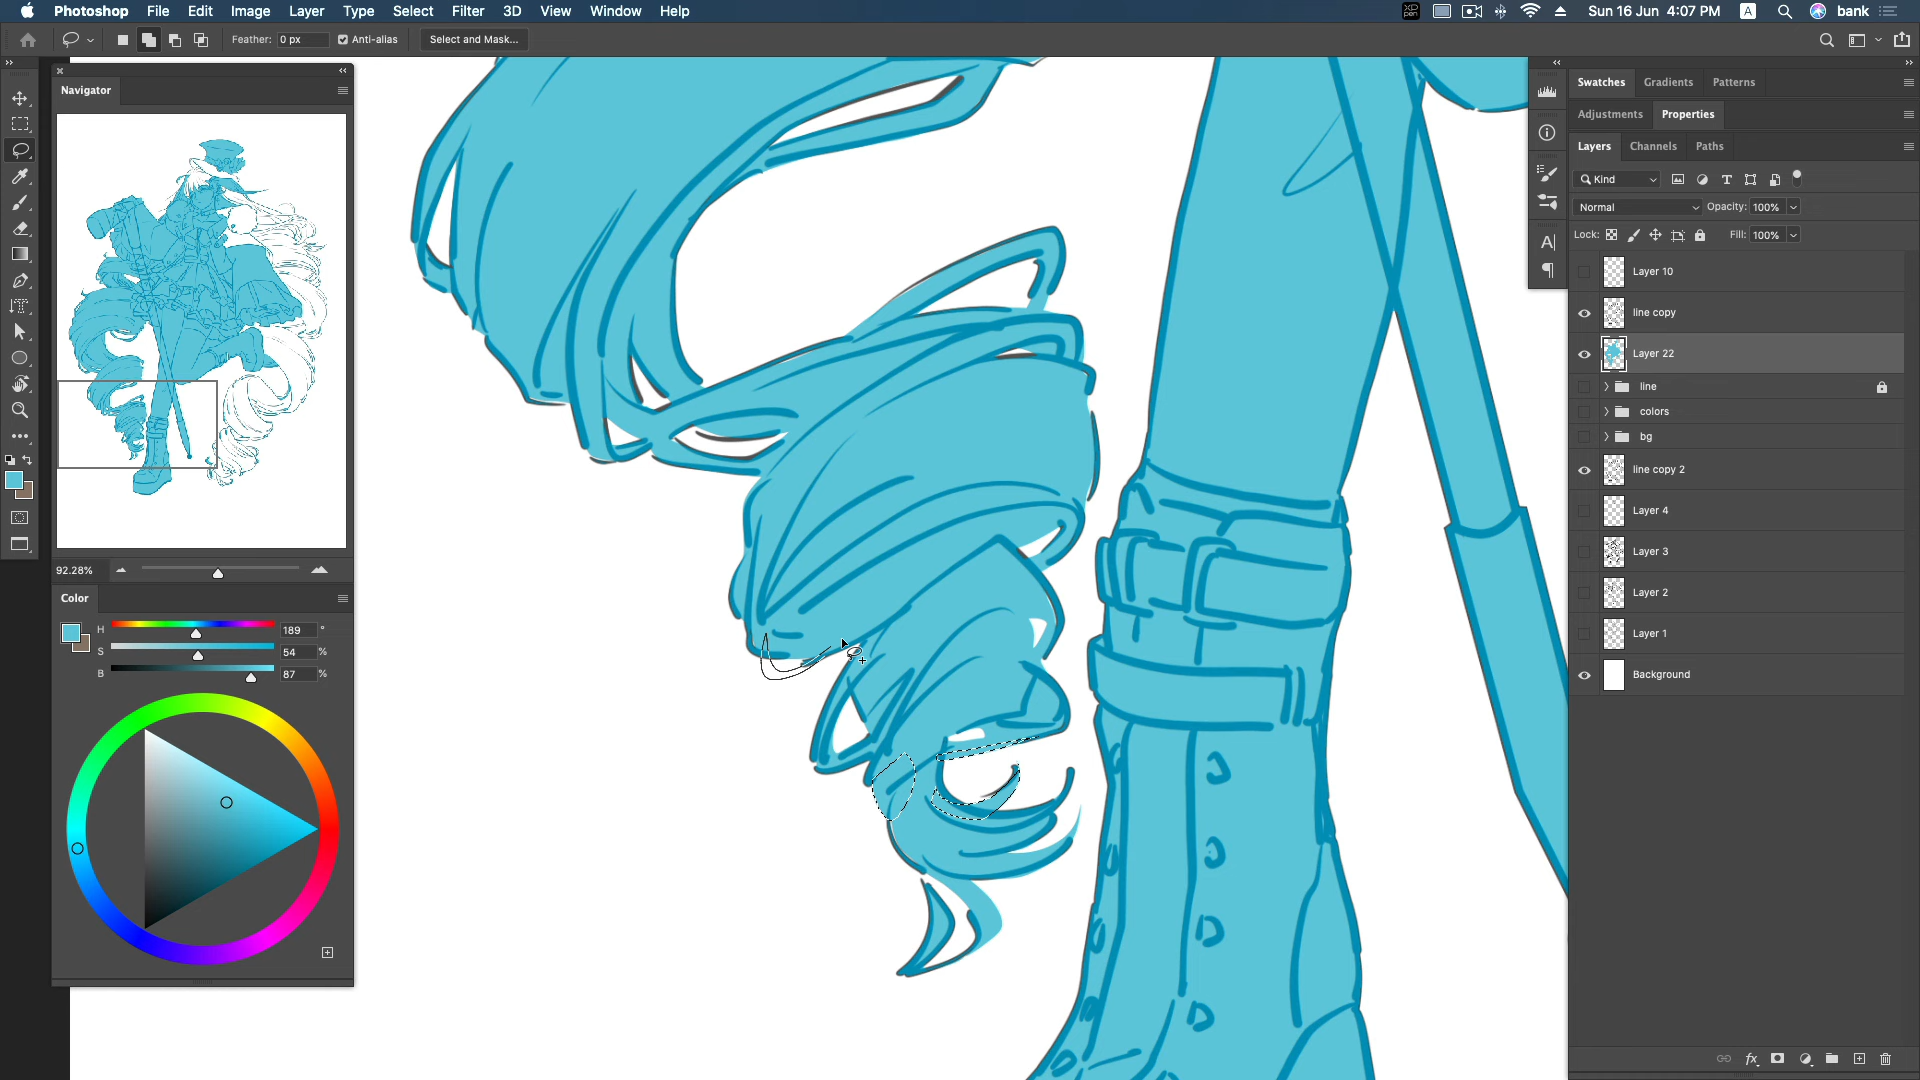 Photoshop File Edit Image Layer Type Select Filter 3D View Window Help
XP pen
Sun 16 Jun 4:07 PM A bank
Feather: 0 px Anti-alias Select and Mask...
Navigator
92.28%
Color
H 189 °
S 54 %
B 87 %
Swatches Gradients Patterns
Adjustments Properties
Layers Channels Paths
Kind
Normal Opacity: 100%
Lock: Fill: 100%
Layer 10
line copy
Layer 22
line
colors
bg
line copy 2
Layer 4
Layer 3
Layer 2
Layer 1
Background
fx